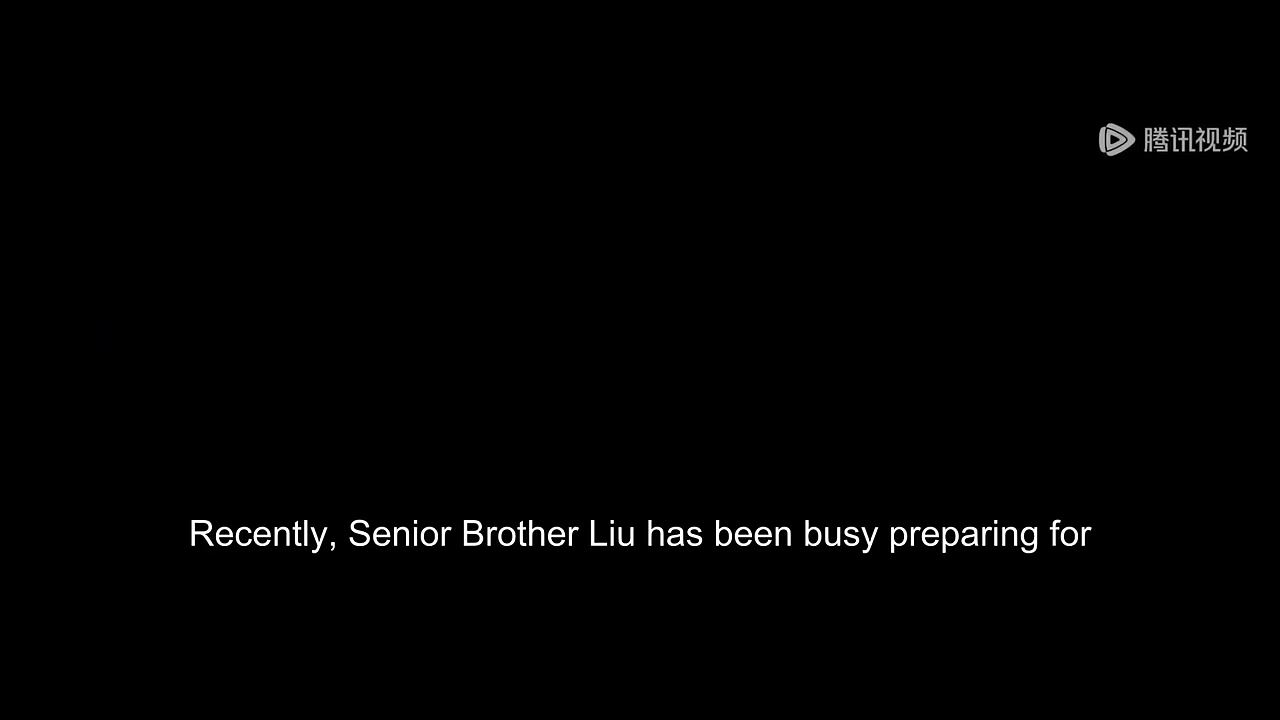 腾讯视频
Recently, Senior Brother Liu has been busy preparing for